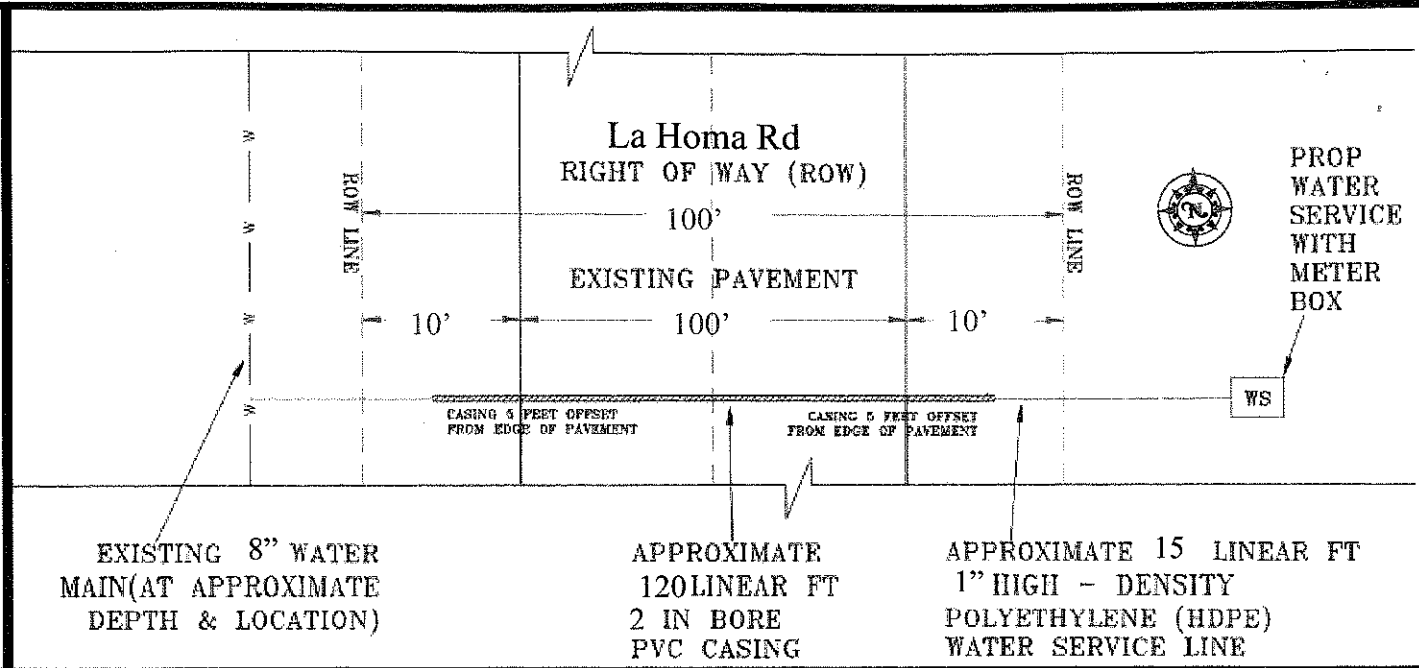 La Homa Rd
RIGHT OF WAY (ROW)
100'
EXISTING PAVEMENT
10'
100'
10'
ROW LINE
ROW LINE
W
W
W
W
W
W
N
PROP
WATER
SERVICE
WITH
METER
BOX
WS
CASING 5 FEET OFFSET
FROM EDGE OF PAVEMENT
CASING 5 FEET OFFSET
FROM EDGE OF PAVEMENT
EXISTING 8" WATER
MAIN(AT APPROXIMATE
DEPTH & LOCATION)
APPROXIMATE
120LINEAR FT
2 IN BORE
PVC CASING
APPROXIMATE 15 LINEAR FT
1" HIGH - DENSITY
POLYETHYLENE (HDPE)
WATER SERVICE LINE